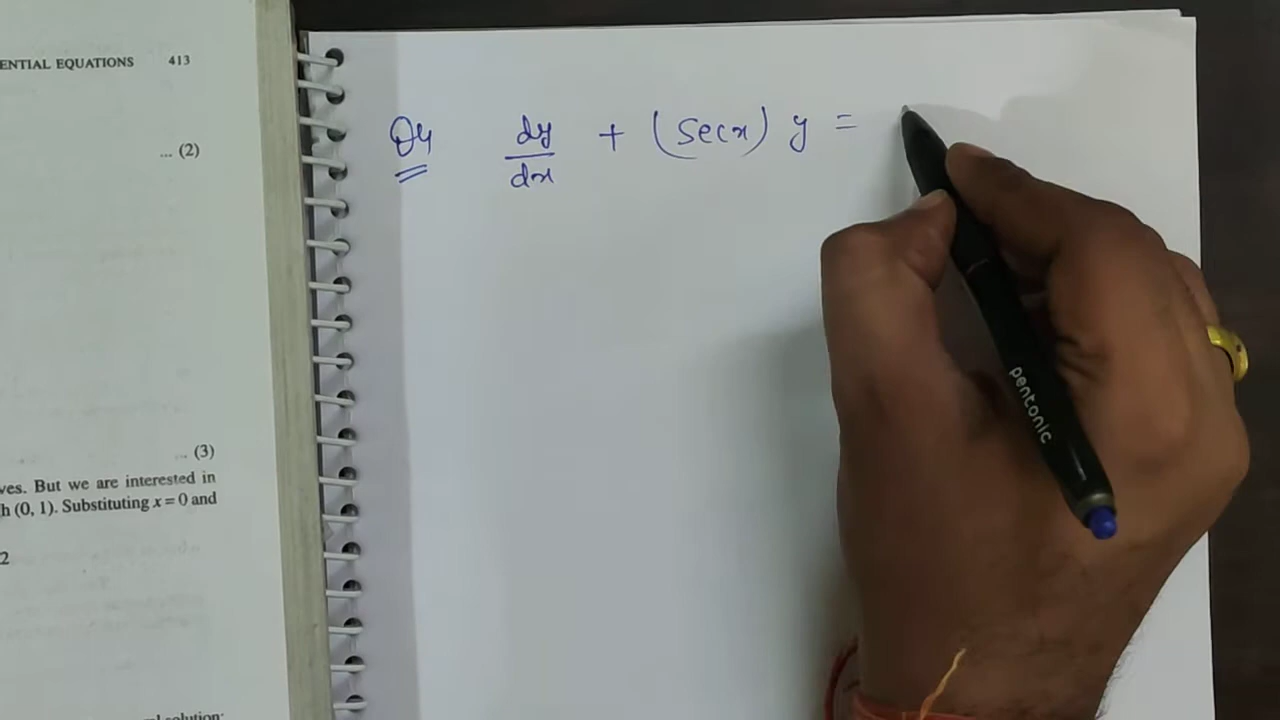 ENTIAL EQUATIONS 413
... (2)
... (3)
ves. But we are interested in
h (0, 1). Substituting x = 0 and
2
solution:
Q4 dy/dx + (secx) y =
pentonic